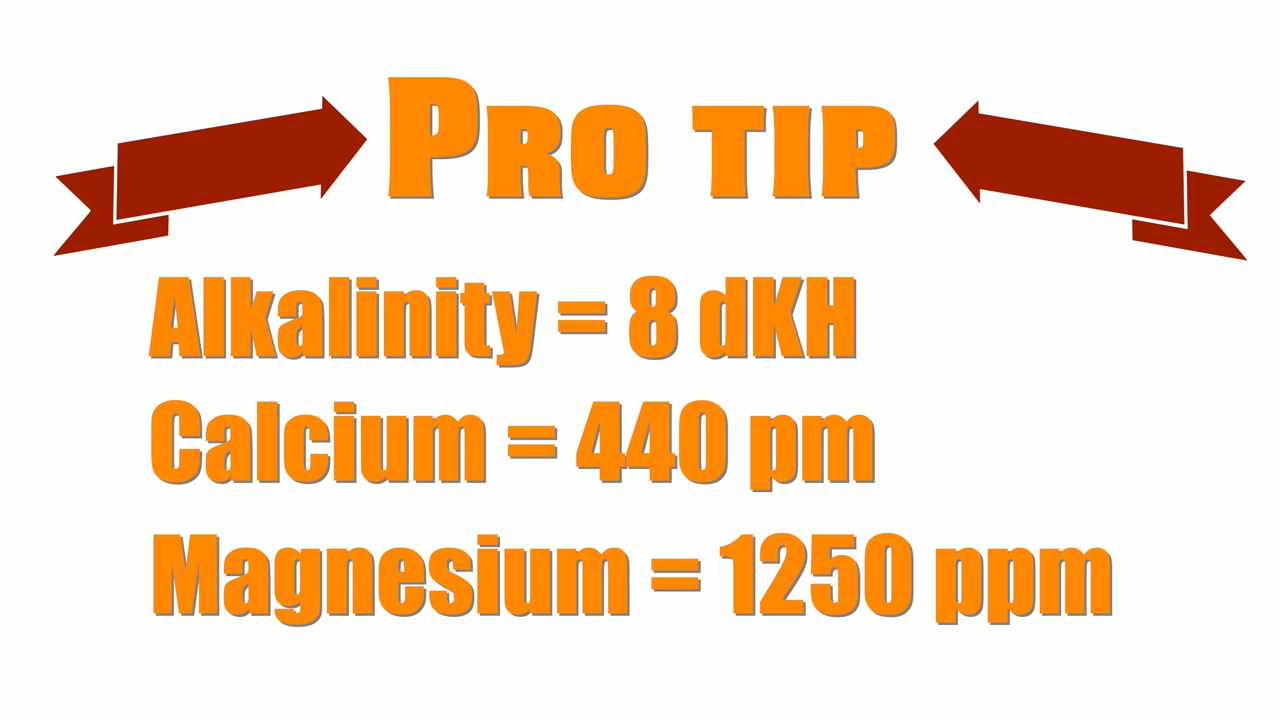 Pro tip
Alkalinity = 8 dKH
Calcium = 440 pm
Magnesium = 1250 ppm